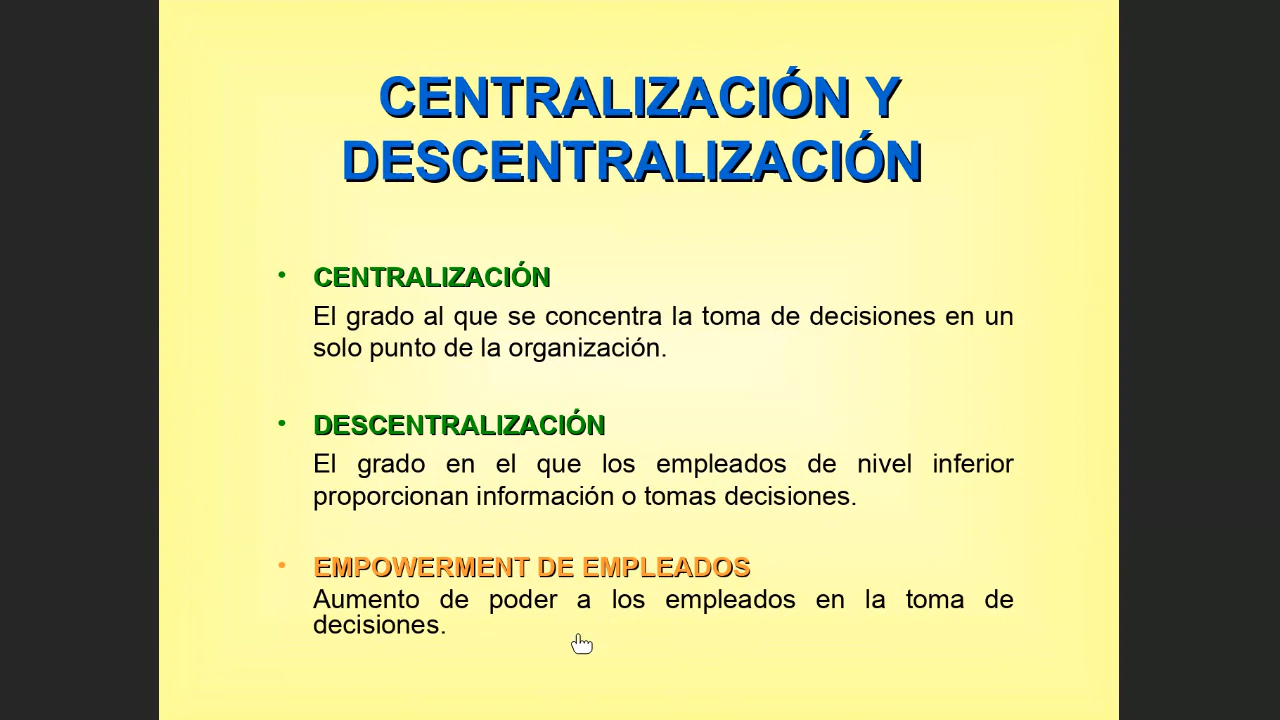 CENTRALIZACIÓN Y
DESCENTRALIZACIÓN
• CENTRALIZACIÓN
El grado al que se concentra la toma de decisiones en un
solo punto de la organización.
• DESCENTRALIZACIÓN
El grado en el que los empleados de nivel inferior
proporcionan información o tomas decisiones.
• EMPOWERMENT DE EMPLEADOS
Aumento de poder a los empleados en la toma de
decisiones.